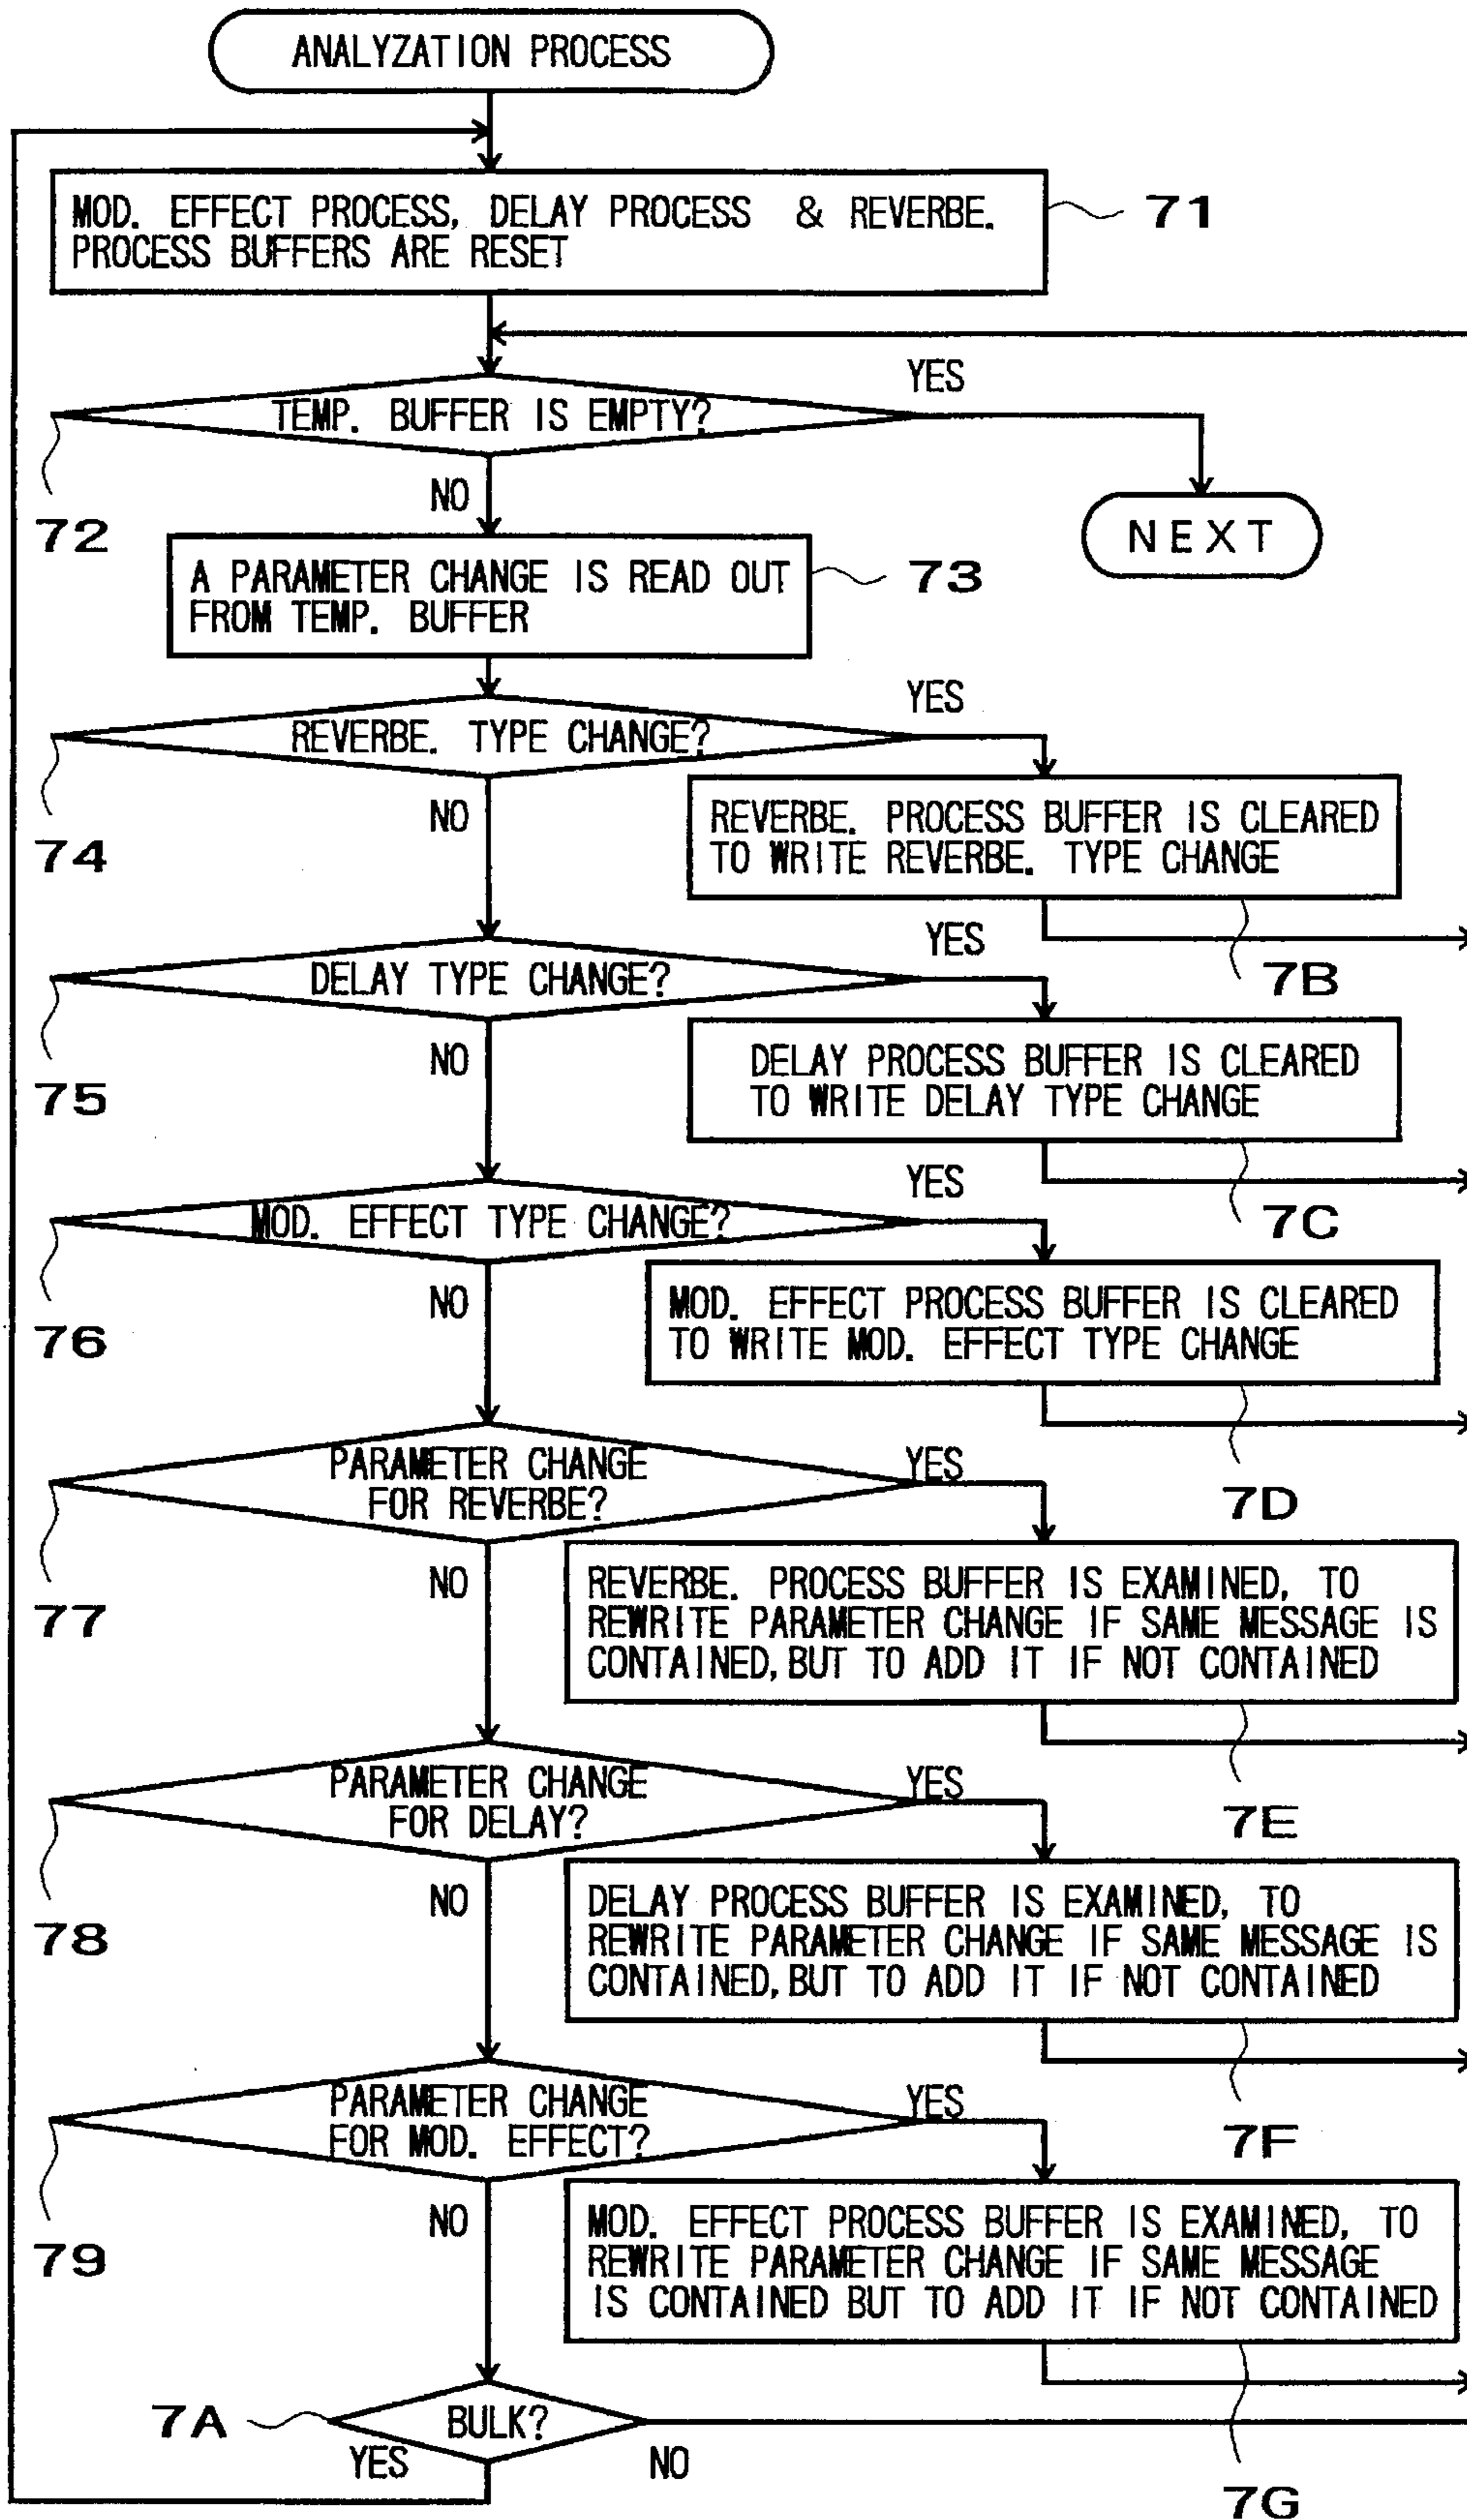 ANALYZATION PROCESS
MOD. EFFECT PROCESS, DELAY PROCESS & REVERBE.
PROCESS BUFFERS ARE RESET
71
YES
TEMP. BUFFER IS EMPTY?
72
NO
NEXT
A PARAMETER CHANGE IS READ OUT
FROM TEMP. BUFFER
73
YES
REVERBE. TYPE CHANGE?
74
NO
REVERBE. PROCESS BUFFER IS CLEARED
TO WRITE REVERBE. TYPE CHANGE
7B
YES
DELAY TYPE CHANGE?
75
NO
DELAY PROCESS BUFFER IS CLEARED
TO WRITE DELAY TYPE CHANGE
7C
YES
MOD. EFFECT TYPE CHANGE?
76
NO
MOD. EFFECT PROCESS BUFFER IS CLEARED
TO WRITE MOD. EFFECT TYPE CHANGE
7D
PARAMETER CHANGE
FOR REVERBE?
YES
77
NO
REVERBE. PROCESS BUFFER IS EXAMINED, TO
REWRITE PARAMETER CHANGE IF SAME MESSAGE IS
CONTAINED, BUT TO ADD IT IF NOT CONTAINED
7E
PARAMETER CHANGE
FOR DELAY?
YES
78
NO
DELAY PROCESS BUFFER IS EXAMINED, TO
REWRITE PARAMETER CHANGE IF SAME MESSAGE IS
CONTAINED, BUT TO ADD IT IF NOT CONTAINED
7F
PARAMETER CHANGE
FOR MOD. EFFECT?
YES
79
NO
MOD. EFFECT PROCESS BUFFER IS EXAMINED, TO
REWRITE PARAMETER CHANGE IF SAME MESSAGE
IS CONTAINED BUT TO ADD IT IF NOT CONTAINED
7G
7A
BULK?
YES
NO